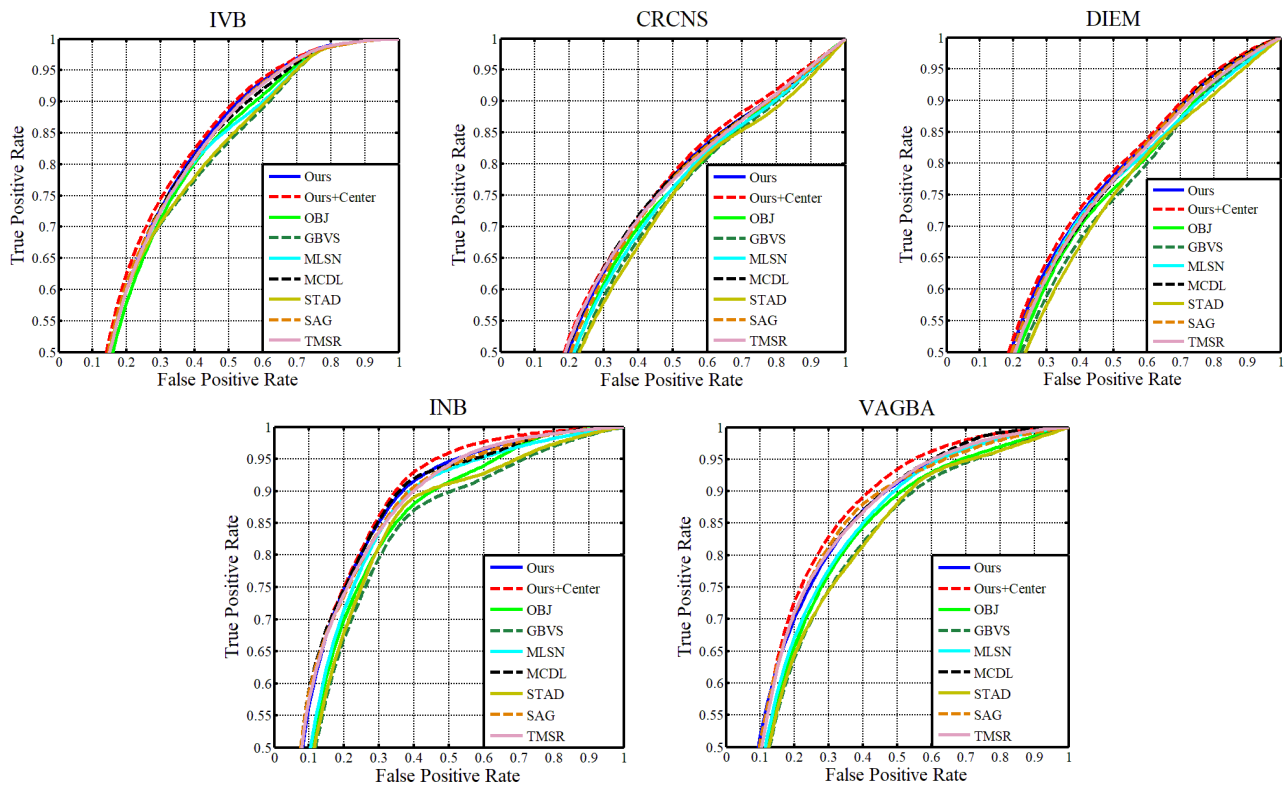 IVB
True Positive Rate
1
0.95
0.9
0.85
0.8
0.75
0.7
0.65
0.6
0.55
0.5
Ours
Ours+Center
OBJ
GBVS
MLSN
MCDL
STAD
SAG
TMSR
0 0.1 0.2 0.3 0.4 0.5 0.6 0.7 0.8 0.9 1
False Positive Rate
CRCNS
True Positive Rate
1
0.95
0.9
0.85
0.8
0.75
0.7
0.65
0.6
0.55
0.5
Ours
Ours+Center
OBJ
GBVS
MLSN
MCDL
STAD
SAG
TMSR
0 0.1 0.2 0.3 0.4 0.5 0.6 0.7 0.8 0.9 1
False Positive Rate
DIEM
True Positive Rate
1
0.95
0.9
0.85
0.8
0.75
0.7
0.65
0.6
0.55
0.5
Ours
Ours+Center
OBJ
GBVS
MLSN
MCDL
STAD
SAG
TMSR
0 0.1 0.2 0.3 0.4 0.5 0.6 0.7 0.8 0.9 1
False Positive Rate
INB
True Positive Rate
1
0.95
0.9
0.85
0.8
0.75
0.7
0.65
0.6
0.55
0.5
Ours
Ours+Center
OBJ
GBVS
MLSN
MCDL
STAD
SAG
TMSR
0 0.1 0.2 0.3 0.4 0.5 0.6 0.7 0.8 0.9 1
False Positive Rate
VAGBA
True Positive Rate
1
0.95
0.9
0.85
0.8
0.75
0.7
0.65
0.6
0.55
0.5
Ours
Ours+Center
OBJ
GBVS
MLSN
MCDL
STAD
SAG
TMSR
0 0.1 0.2 0.3 0.4 0.5 0.6 0.7 0.8 0.9 1
False Positive Rate